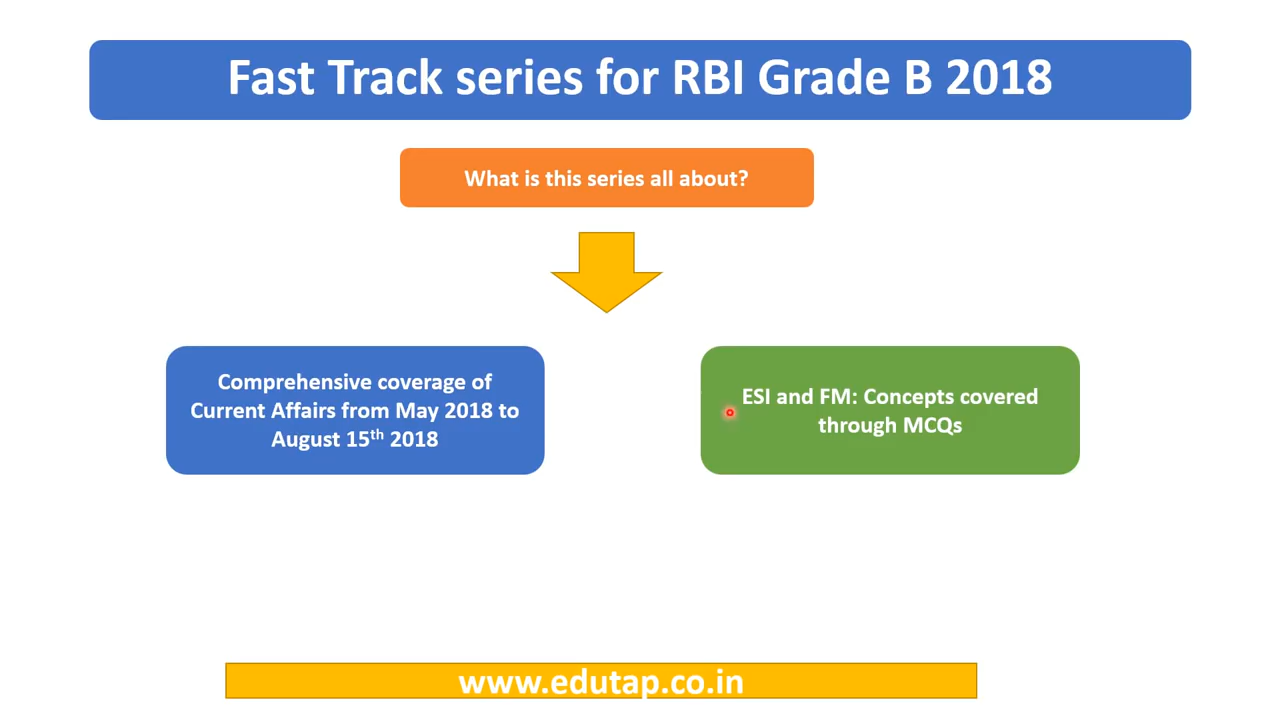 Fast Track series for RBI Grade B 2018
What is this series all about?
Comprehensive coverage of
Current Affairs from May 2018 to
August 15th 2018
ESI and FM: Concepts covered
through MCQs
www.edutap.co.in